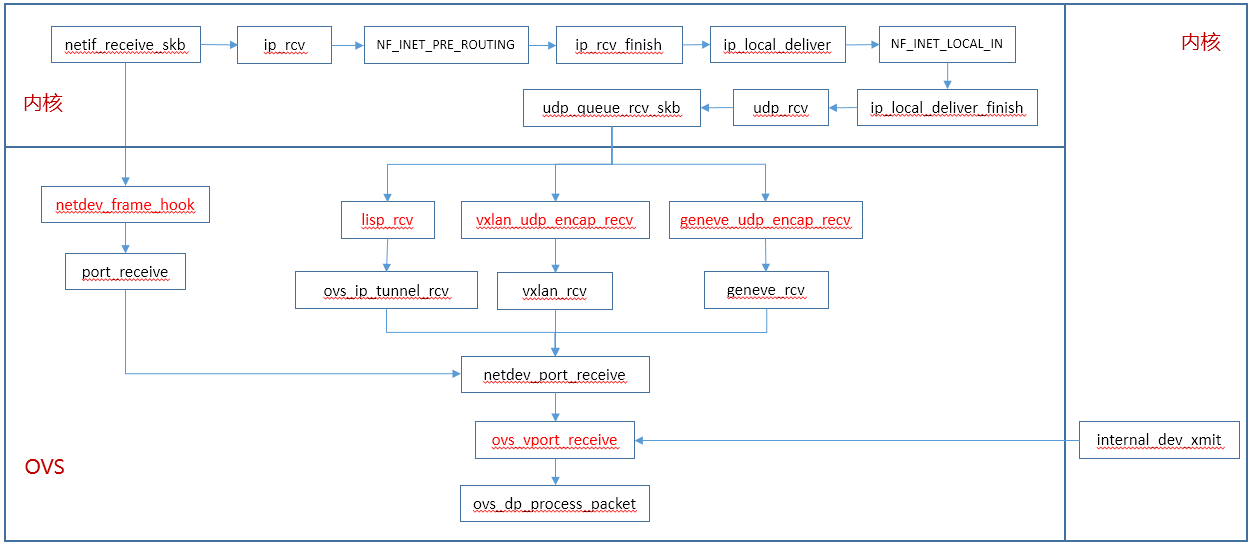 netif_receive_skb
ip_rcv
NF_INET_PRE_ROUTING
ip_rcv_finish
ip_local_deliver
NF_INET_LOCAL_IN
内核
内核
udp_queue_rcv_skb
udp_rcv
ip_local_deliver_finish
netdev_frame_hook
lisp_rcv
vxlan_udp_encap_recv
geneve_udp_encap_recv
port_receive
ovs_ip_tunnel_rcv
vxlan_rcv
geneve_rcv
netdev_port_receive
ovs_vport_receive
internal_dev_xmit
OVS
ovs_dp_process_packet